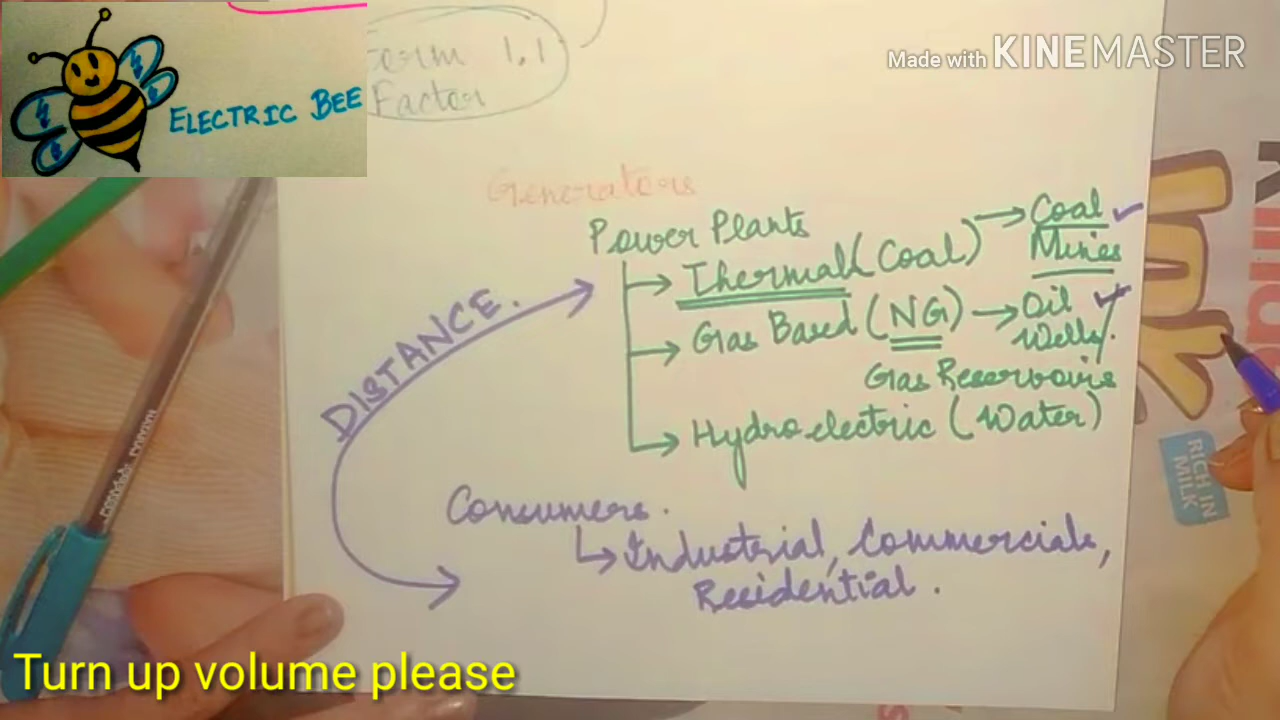 Made with KINEMASTER
ELECTRIC BEE
Form 1.1
Factor
Generators
Power Plants
Thermal (Coal) → Coal
Mines
Gas Based (NG) → Oil
Wells
Gas Reservoirs
Hydroelectric (Water)
DISTANCE.
Consumers.
Industrial, Commercials,
Residential.
RICH IN
MILK
Turn up volume please